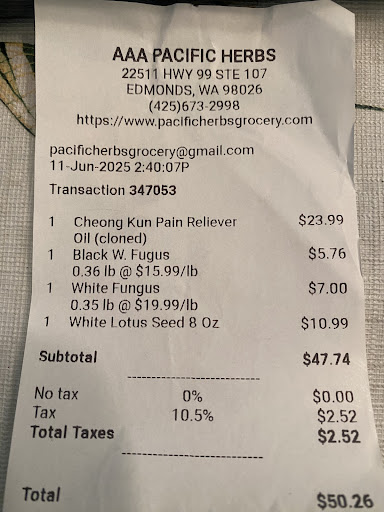 AAA PACIFIC HERBS
22511 HWY 99 STE 107
EDMONDS, WA 98026
(425)673-2998
https://www.pacificherbsgrocery.com
pacificherbsgrocery@gmail.com
11-Jun-2025 2:40:07P
Transaction 347053
1 Cheong Kun Pain Reliever $23.99
Oil (cloned)
1 Black W. Fugus $5.76
0.36 lb @ $15.99/lb
1 White Fungus $7.00
0.35 lb @ $19.99/lb
1 White Lotus Seed 8 Oz $10.99
Subtotal $47.74
--------------------------------
No tax 0% $0.00
Tax 10.5% $2.52
Total Taxes $2.52
--------------------------------
Total $50.26